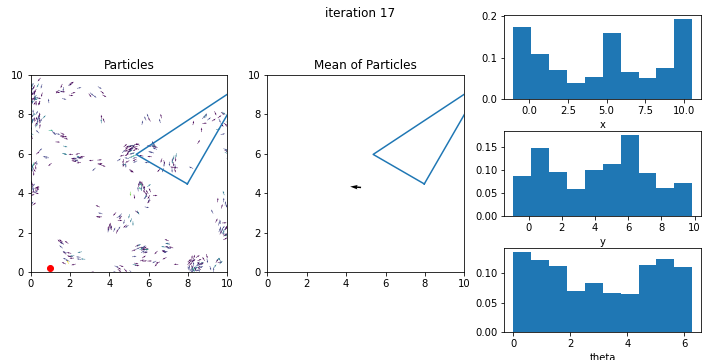 iteration 17
Particles
10
8
6
4
2
0
0 2 4 6 8 10
Mean of Particles
10
8
6
4
2
0
0 2 4 6 8 10
0.2
0.1
0.0
0.0 2.5 5.0 7.5 10.0
x
0.15
0.10
0.05
0.00
0 2 4 6 8 10
y
0.10
0.05
0.00
0 2 4 6
theta